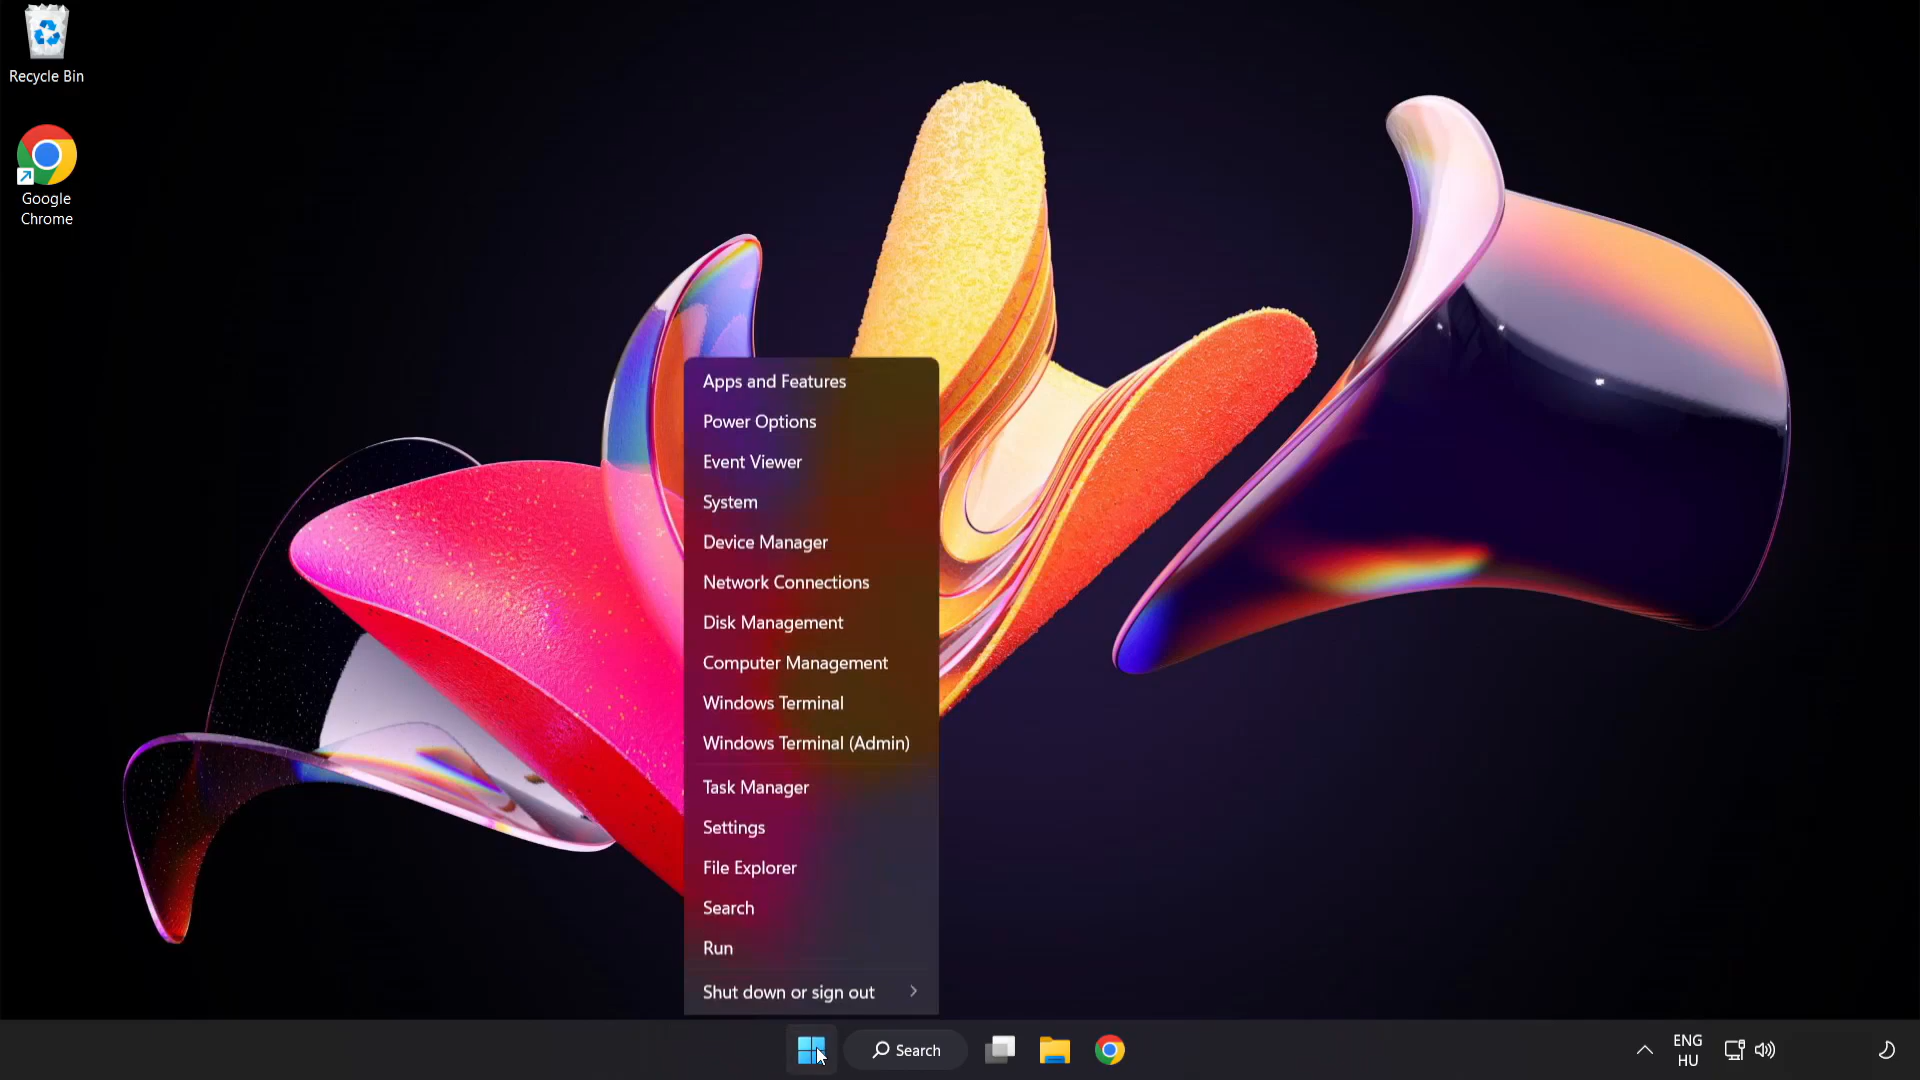 Recycle Bin
Google
Chrome
Apps and Features
Power Options
Event Viewer
System
Device Manager
Network Connections
Disk Management
Computer Management
Windows Terminal
Windows Terminal (Admin)
Task Manager
Settings
File Explorer
Search
Run
Shut down or sign out
Search
ENG
HU